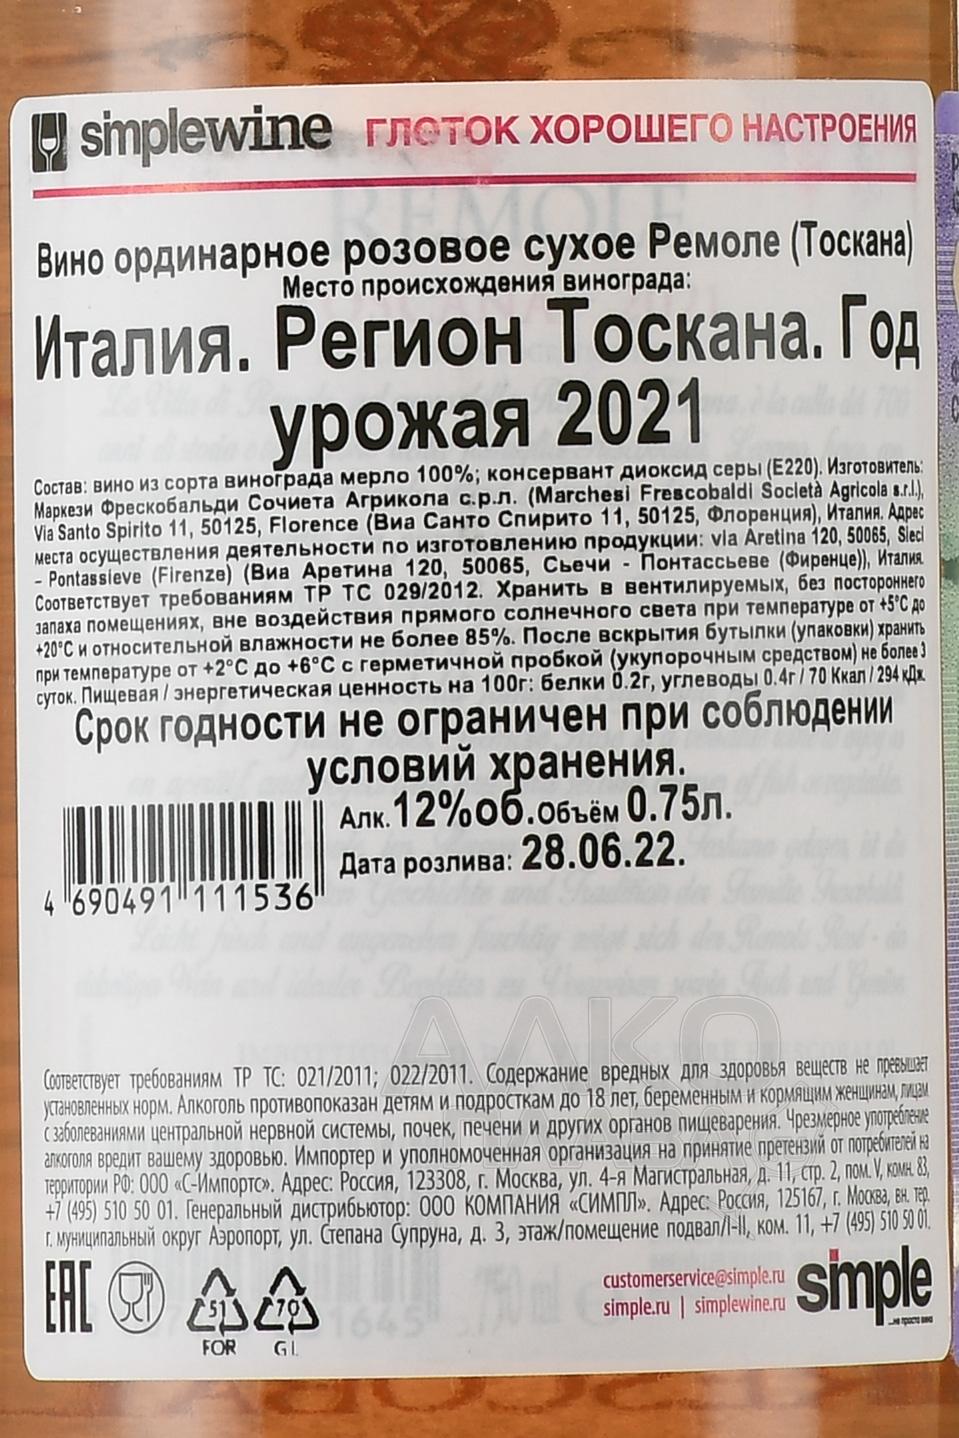 simplewine ГЛОТОК ХОРОШЕГО НАСТРОЕНИЯ
Вино ординарное розовое сухое Ремоле (Тоскана)
Место происхождения винограда:
Италия. Регион Тоскана. Год
урожая 2021
Состав: вино из сорта винограда мерло 100%; консервант диоксид серы (E220). Изготовитель:
Маркези Фрескобальди Сочиета Агрикола с.р.л. (Marchesi Frescobaldi Società Agricola s.r.l.),
Via Santo Spirito 11, 50125, Florence (Виа Санто Спирито 11, 50125, Флоренция), Италия. Адрес
места осуществления деятельности по изготовлению продукции: via Aretina 120, 50065, Sieci
- Pontassieve (Firenze) (Виа Аретина 120, 50065, Сьечи - Понтассьеве (Фиренце)), Италия.
Соответствует требованиям ТР ТС 029/2012. Хранить в вентилируемых, без постороннего
запаха помещениях, вне воздействия прямого солнечного света при температуре от +5°С до
+20°С и относительной влажности не более 85%. После вскрытия бутылки (упаковки) хранить
при температуре от +2°С до +6°С с герметичной пробкой (укупорочным средством) не более 3
суток. Пищевая / энергетическая ценность на 100г: белки 0.2г, углеводы 0.4г / 70 Ккал / 294 кДж.
Срок годности не ограничен при соблюдении
условий хранения.
Алк. 12%об. Объём 0.75л.
Дата розлива: 28.06.22.
4 690491 111536
Соответствует требованиям ТР ТС: 021/2011; 022/2011. Содержание вредных для здоровья веществ не превышает
установленных норм. Алкоголь противопоказан детям и подросткам до 18 лет, беременным и кормящим женщинам, лицам
с заболеваниями центральной нервной системы, почек, печени и других органов пищеварения. Чрезмерное употребление
алкоголя вредит вашему здоровью. Импортер и уполномоченная организация на принятие претензий от потребителей на
территории РФ: ООО «С-Импортс». Адрес: Россия, 123308, г. Москва, ул. 4-я Магистральная, д. 11, стр. 2, пом. V, комн. 83,
+7 (495) 510 50 01. Генеральный дистрибьютор: ООО КОМПАНИЯ «СИМПЛ». Адрес: Россия, 125167, г. Москва, вн. тер.
г. муниципальный округ Аэропорт, ул. Степана Супруна, д. 3, этаж/помещение подвал/I-II, ком. 11, +7 (495) 510 50 01.
EAC
51
FOR
70
GL
customerservice@simple.ru
simple.ru | simplewine.ru
simple
...не просто вино